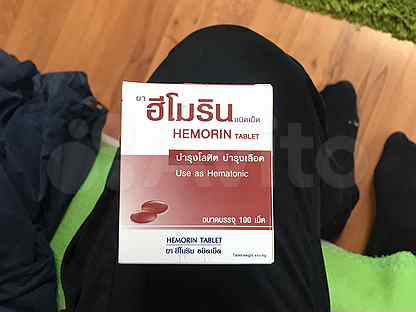 ยา ฮีโมริน ชนิดเม็ด
HEMORIN TABLET
บำรุงโลหิต บำรุงเลือด
Use as Hematonic
ขนาดบรรจุ 100 เม็ด
HEMORIN TABLET
ยา ฮีโมริน ชนิดเม็ด
Avito